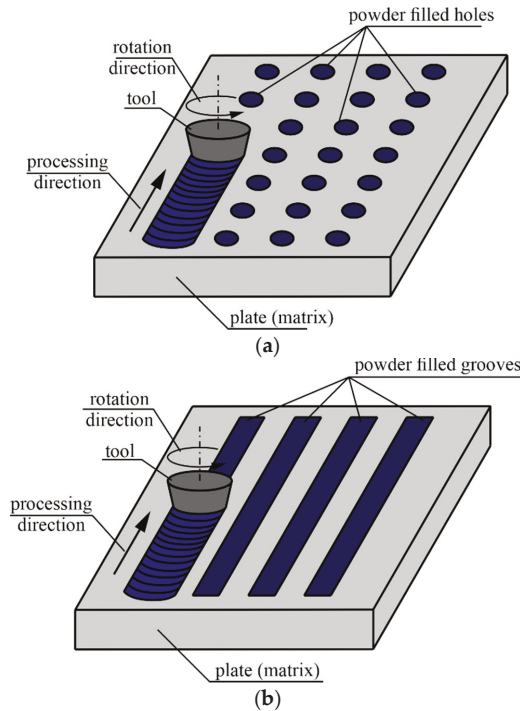 powder filled holes
rotation
direction
tool
processing
direction
plate (matrix)
(a)
powder filled grooves
rotation
direction
tool
processing
direction
plate (matrix)
(b)